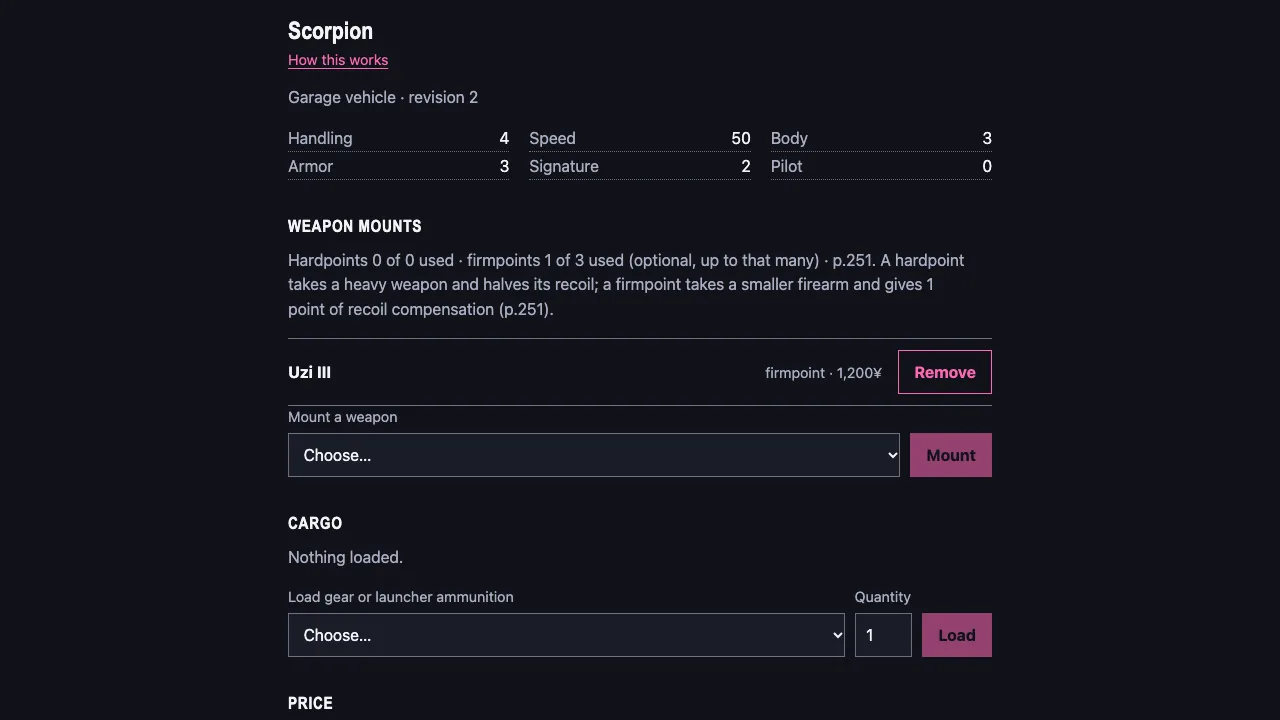 Scorpion
How this works
Garage vehicle · revision 2
Handling 4 Speed 50 Body 3
Armor 3 Signature 2 Pilot 0
WEAPON MOUNTS
Hardpoints 0 of 0 used · firmpoints 1 of 3 used (optional, up to that many) · p.251. A hardpoint
takes a heavy weapon and halves its recoil; a firmpoint takes a smaller firearm and gives 1
point of recoil compensation (p.251).
Uzi III firmpoint · 1,200¥ Remove
Mount a weapon
Choose... Mount
CARGO
Nothing loaded.
Load gear or launcher ammunition Quantity
Choose... 1 Load
PRICE